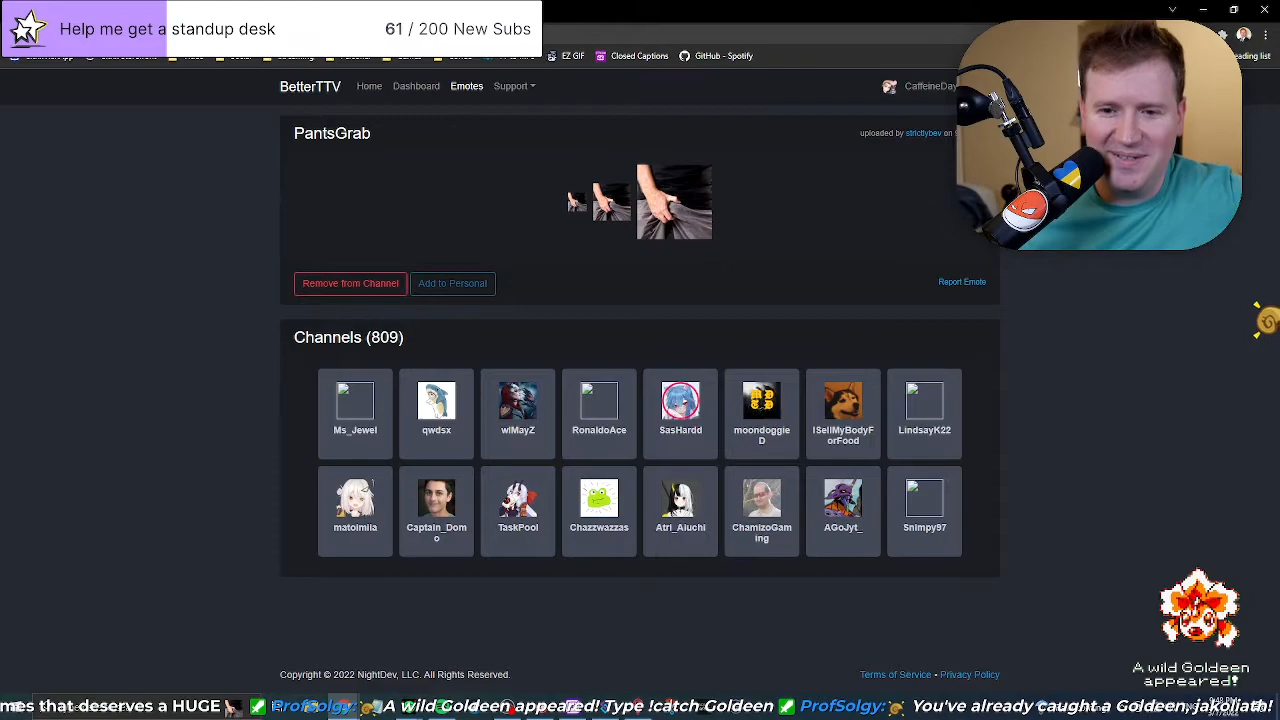 Help me get a standup desk 61 / 200 New Subs
EZ GIF Closed Captions GitHub - Spotify
BetterTTV Home Dashboard Emotes Support CaffeineDay
PantsGrab uploaded by strictlybev on
Remove from Channel Add to Personal Report Emote
Channels (809)
Ms_Jewel qwdsx wlMayZ RonaldoAce SasHardd moondoggieD ISellMyBodyForFood LindsayK22
matoimila Captain_Domo TaskPool Chazzwazzas Atri_Aiuchi ChamizoGaming AGoJyt_ Snimpy97
A wild Goldeen
appeared!
Copyright © 2022 NightDev, LLC. All Rights Reserved. Terms of Service - Privacy Policy
mes that deserves a HUGE ProfSolgy: A wild Goldeen appeared! Type !catch Goldeen ProfSolgy: You've already caught a Goldeen yakollata!